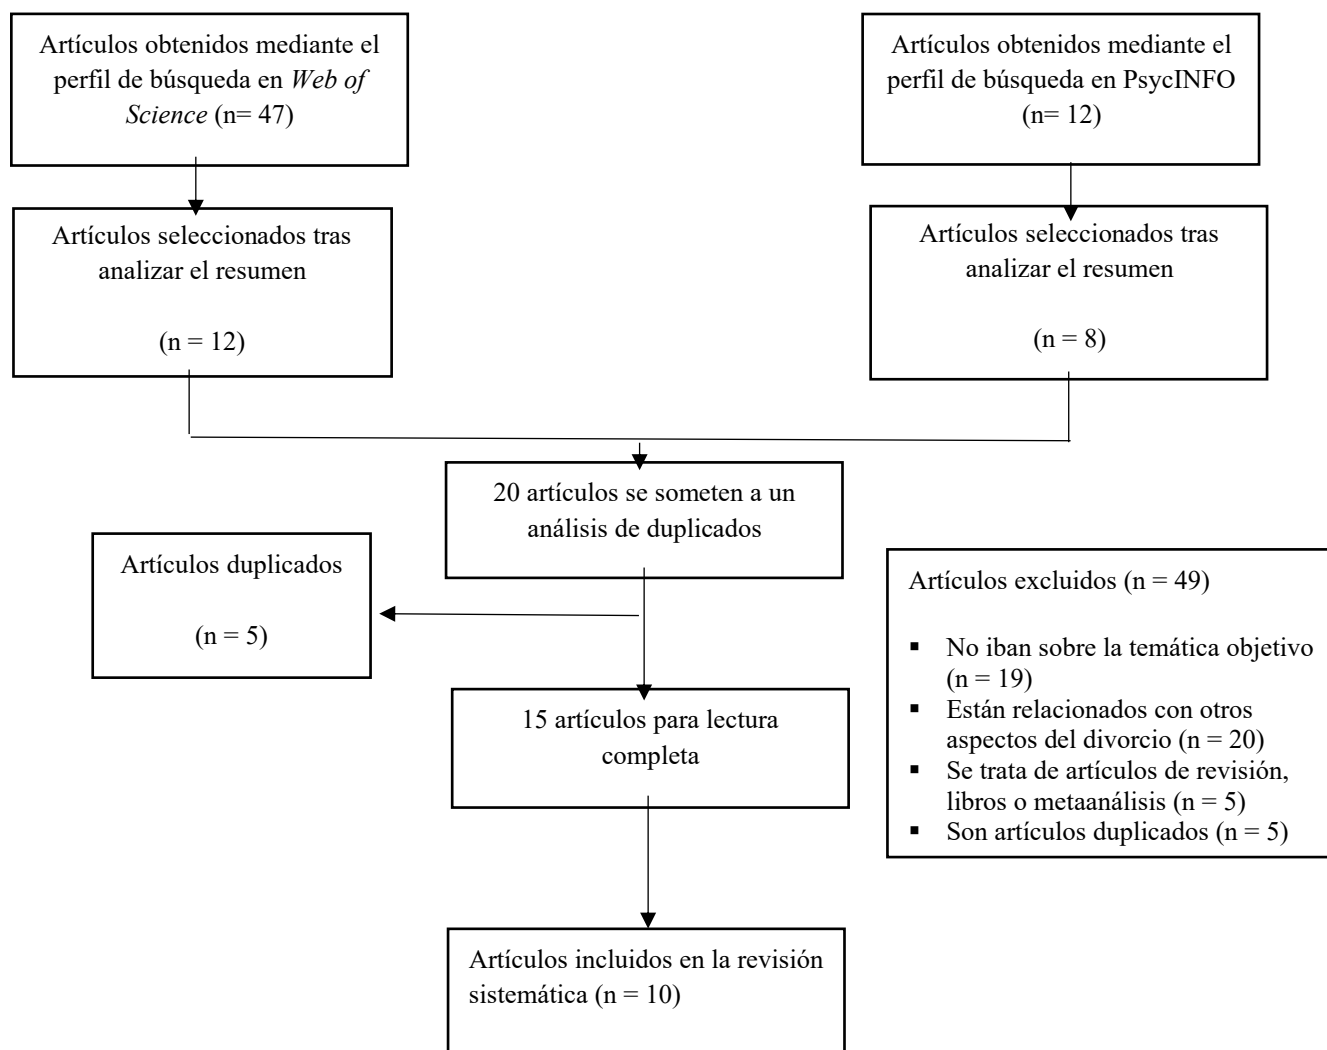 Artículos obtenidos mediante el
perfil de búsqueda en Web of
Science (n= 47)
Artículos obtenidos mediante el
perfil de búsqueda en PsycINFO
(n= 12)
Artículos seleccionados tras
analizar el resumen
(n = 12)
Artículos seleccionados tras
analizar el resumen
(n = 8)
20 artículos se someten a un
análisis de duplicados
Artículos duplicados
(n = 5)
Artículos excluidos (n = 49)
▪ No iban sobre la temática objetivo
(n = 19)
▪ Están relacionados con otros
aspectos del divorcio (n = 20)
▪ Se trata de artículos de revisión,
libros o metaanálisis (n = 5)
▪ Son artículos duplicados (n = 5)
15 artículos para lectura
completa
Artículos incluidos en la revisión
sistemática (n = 10)